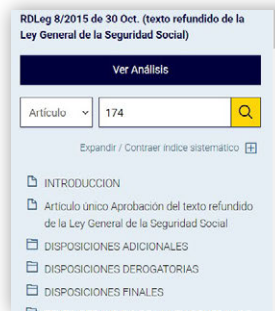 RDLeg 8/2015 de 30 Oct. (texto refundido de la
Ley General de la Seguridad Social)
Ver Análisis
Artículo 174
Expandir / Contraer índice sistemático
INTRODUCCION
Artículo único Aprobación del texto refundido
de la Ley General de la Seguridad Social
DISPOSICIONES ADICIONALES
DISPOSICIONES DEROGATORIAS
DISPOSICIONES FINALES